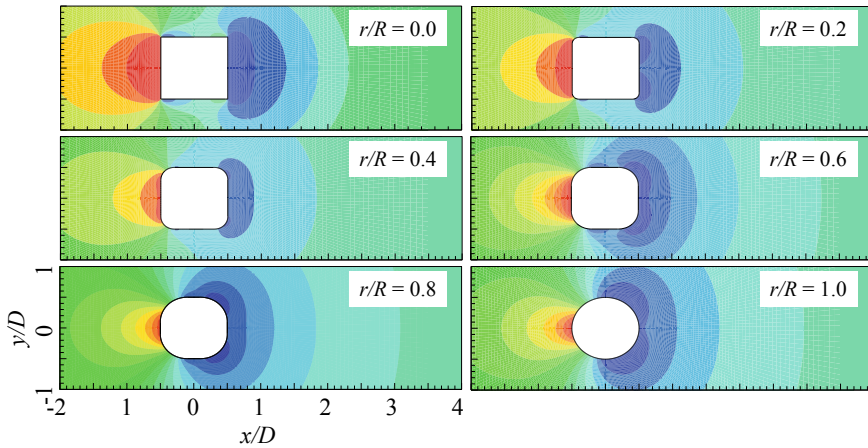 r/R = 0.0
r/R = 0.2
r/R = 0.4
r/R = 0.6
r/R = 0.8
r/R = 1.0
1
0
-1
y/D
-2 1 0 1 2 3 4
x/D